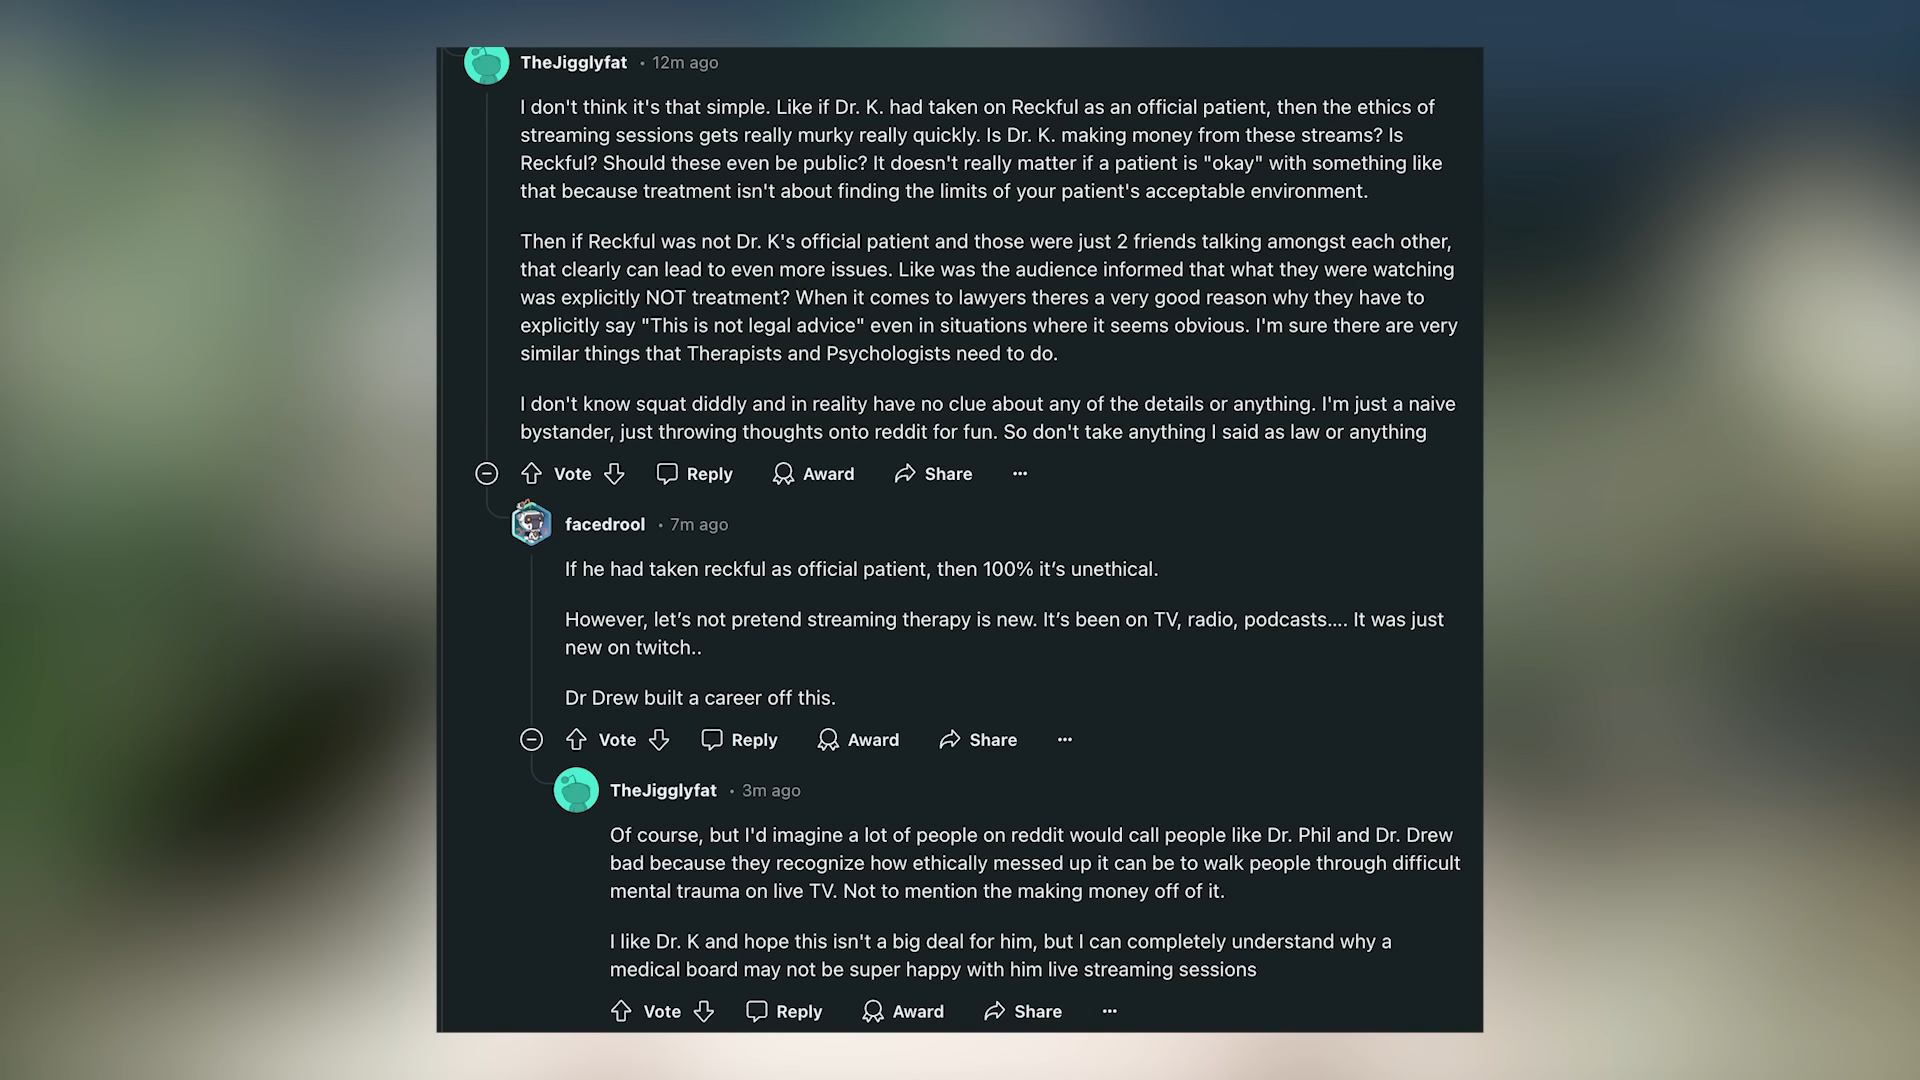 TheJigglyfat • 12m ago
I don't think it's that simple. Like if Dr. K. had taken on Reckful as an official patient, then the ethics of
streaming sessions gets really murky really quickly. Is Dr. K. making money from these streams? Is
Reckful? Should these even be public? It doesn't really matter if a patient is "okay" with something like
that because treatment isn't about finding the limits of your patient's acceptable environment.
Then if Reckful was not Dr. K's official patient and those were just 2 friends talking amongst each other,
that clearly can lead to even more issues. Like was the audience informed that what they were watching
was explicitly NOT treatment? When it comes to lawyers theres a very good reason why they have to
explicitly say "This is not legal advice" even in situations where it seems obvious. I'm sure there are very
similar things that Therapists and Psychologists need to do.
I don't know squat diddly and in reality have no clue about any of the details or anything. I'm just a naive
bystander, just throwing thoughts onto reddit for fun. So don't take anything I said as law or anything
Vote Reply Award Share ...
facedrool • 7m ago
If he had taken reckful as official patient, then 100% it’s unethical.
However, let’s not pretend streaming therapy is new. It’s been on TV, radio, podcasts…. It was just
new on twitch..
Dr Drew built a career off this.
Vote Reply Award Share ...
TheJigglyfat • 3m ago
Of course, but I'd imagine a lot of people on reddit would call people like Dr. Phil and Dr. Drew
bad because they recognize how ethically messed up it can be to walk people through difficult
mental trauma on live TV. Not to mention the making money off of it.
I like Dr. K and hope this isn't a big deal for him, but I can completely understand why a
medical board may not be super happy with him live streaming sessions
Vote Reply Award Share ...